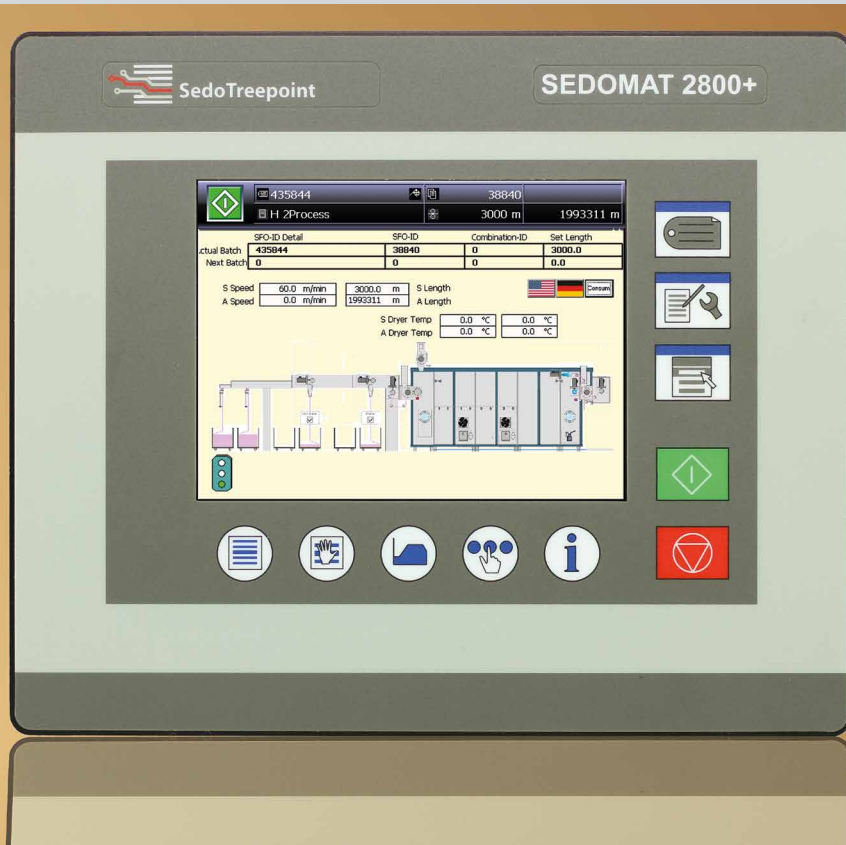 SedoTreepoint
SEDOMAT 2800+
435844 38840
H 2Process 3000 m 1993311 m
SFO-ID Detail SFO-ID Combination-ID Set Length
ctual Batch 435844 38840 0 3000.0
Next Batch 0 0 0 0.0
S Speed 60.0 m/min 3000.0 m S Length
A Speed 0.0 m/min 1993311 m A Length
Consum
S Dryer Temp 0.0 °C 0.0 °C
A Dryer Temp 0.0 °C 0.0 °C